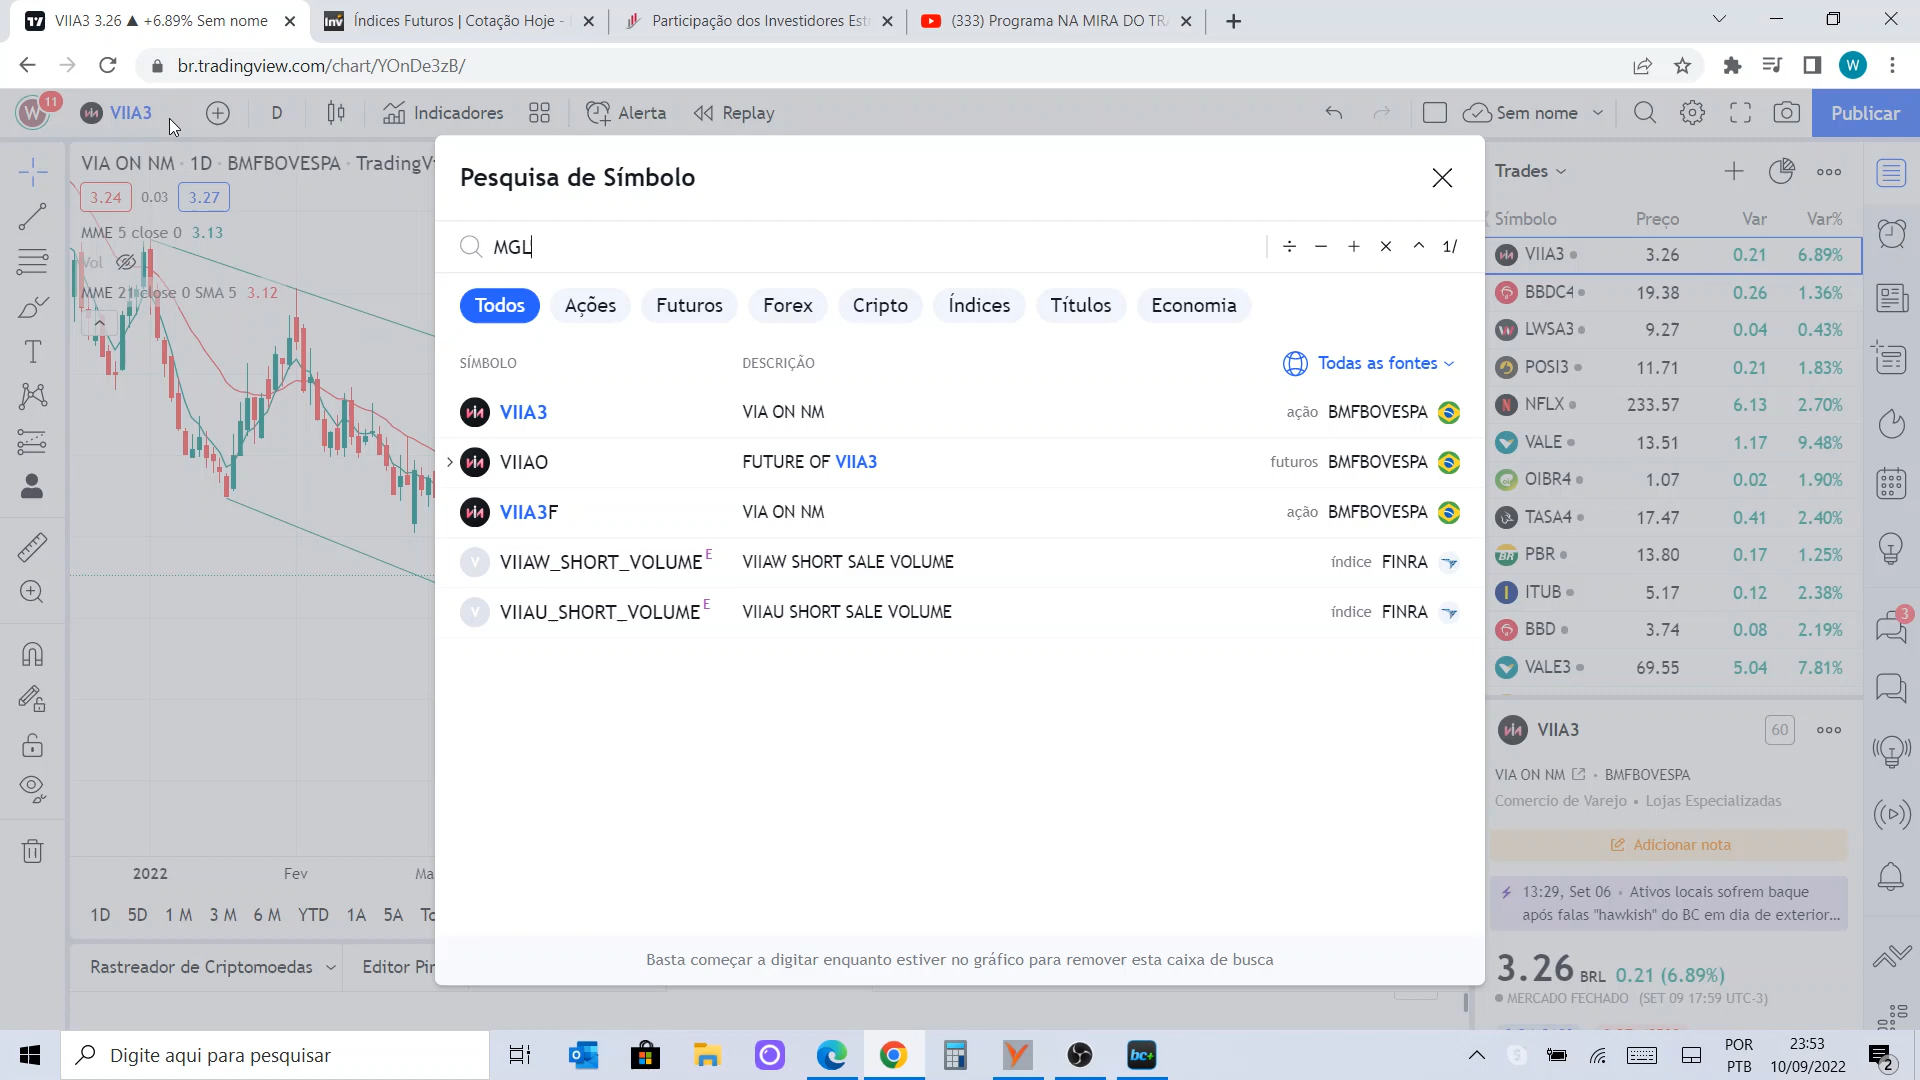 VIIA3 3.26 ▲ +6.89% Sem nome
Índices Futuros | Cotação Hoje -
Participação dos Investidores Est
(333) Programa NA MIRA DO TR
br.tradingview.com/chart/YOnDe3zB/
W
W 11 VIIA3 D Indicadores Alerta Replay Sem nome Publicar
VIA ON NM · 1D · BMFBOVESPA · TradingV
3.24 0.03 3.27
MME 5 close 0 3.13
Vol
MME 21 close 0 SMA 5 3.12
2022 Fev Ma
1D 5D 1 M 3 M 6 M YTD 1A 5A To
Rastreador de Criptomoedas Editor Pi
Pesquisa de Símbolo
MGL ÷ − + × ^ 1/
Todos Ações Futuros Forex Cripto Índices Títulos Economia
SÍMBOLO DESCRIÇÃO Todas as fontes
VIIA3 VIA ON NM ação BMFBOVESPA
VIIAO FUTURE OF VIIA3 futuros BMFBOVESPA
VIIA3F VIA ON NM ação BMFBOVESPA
V VIIAW_SHORT_VOLUME E VIIAW SHORT SALE VOLUME índice FINRA
V VIIAU_SHORT_VOLUME E VIIAU SHORT SALE VOLUME índice FINRA
Basta começar a digitar enquanto estiver no gráfico para remover esta caixa de busca
Trades
Símbolo Preço Var Var%
VIIA3 3.26 0.21 6.89%
BBDC4 19.38 0.26 1.36%
LWSA3 9.27 0.04 0.43%
POSI3 11.71 0.21 1.83%
NFLX 233.57 6.13 2.70%
VALE 13.51 1.17 9.48%
OIBR4 1.07 0.02 1.90%
TASA4 17.47 0.41 2.40%
PBR 13.80 0.17 1.25%
ITUB 5.17 0.12 2.38%
BBD 3.74 0.08 2.19%
VALE3 69.55 5.04 7.81%
3
VIIA3 60
VIA ON NM • BMFBOVESPA
Comercio de Varejo • Lojas Especializadas
Adicionar nota
13:29, Set 06 • Ativos locais sofrem baque
após falas "hawkish" do BC em dia de exterior...
3.26 BRL 0.21 (6.89%)
MERCADO FECHADO (SET 09 17:59 UTC-3)
Digite aqui para pesquisar
bc+
POR
PTB
23:53
10/09/2022
2